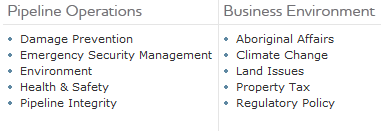 Pipeline Operations
Damage Prevention
Emergency Security Management
Environment
Health & Safety
Pipeline Integrity
Business Environment
Aboriginal Affairs
Climate Change
Land Issues
Property Tax
Regulatory Policy